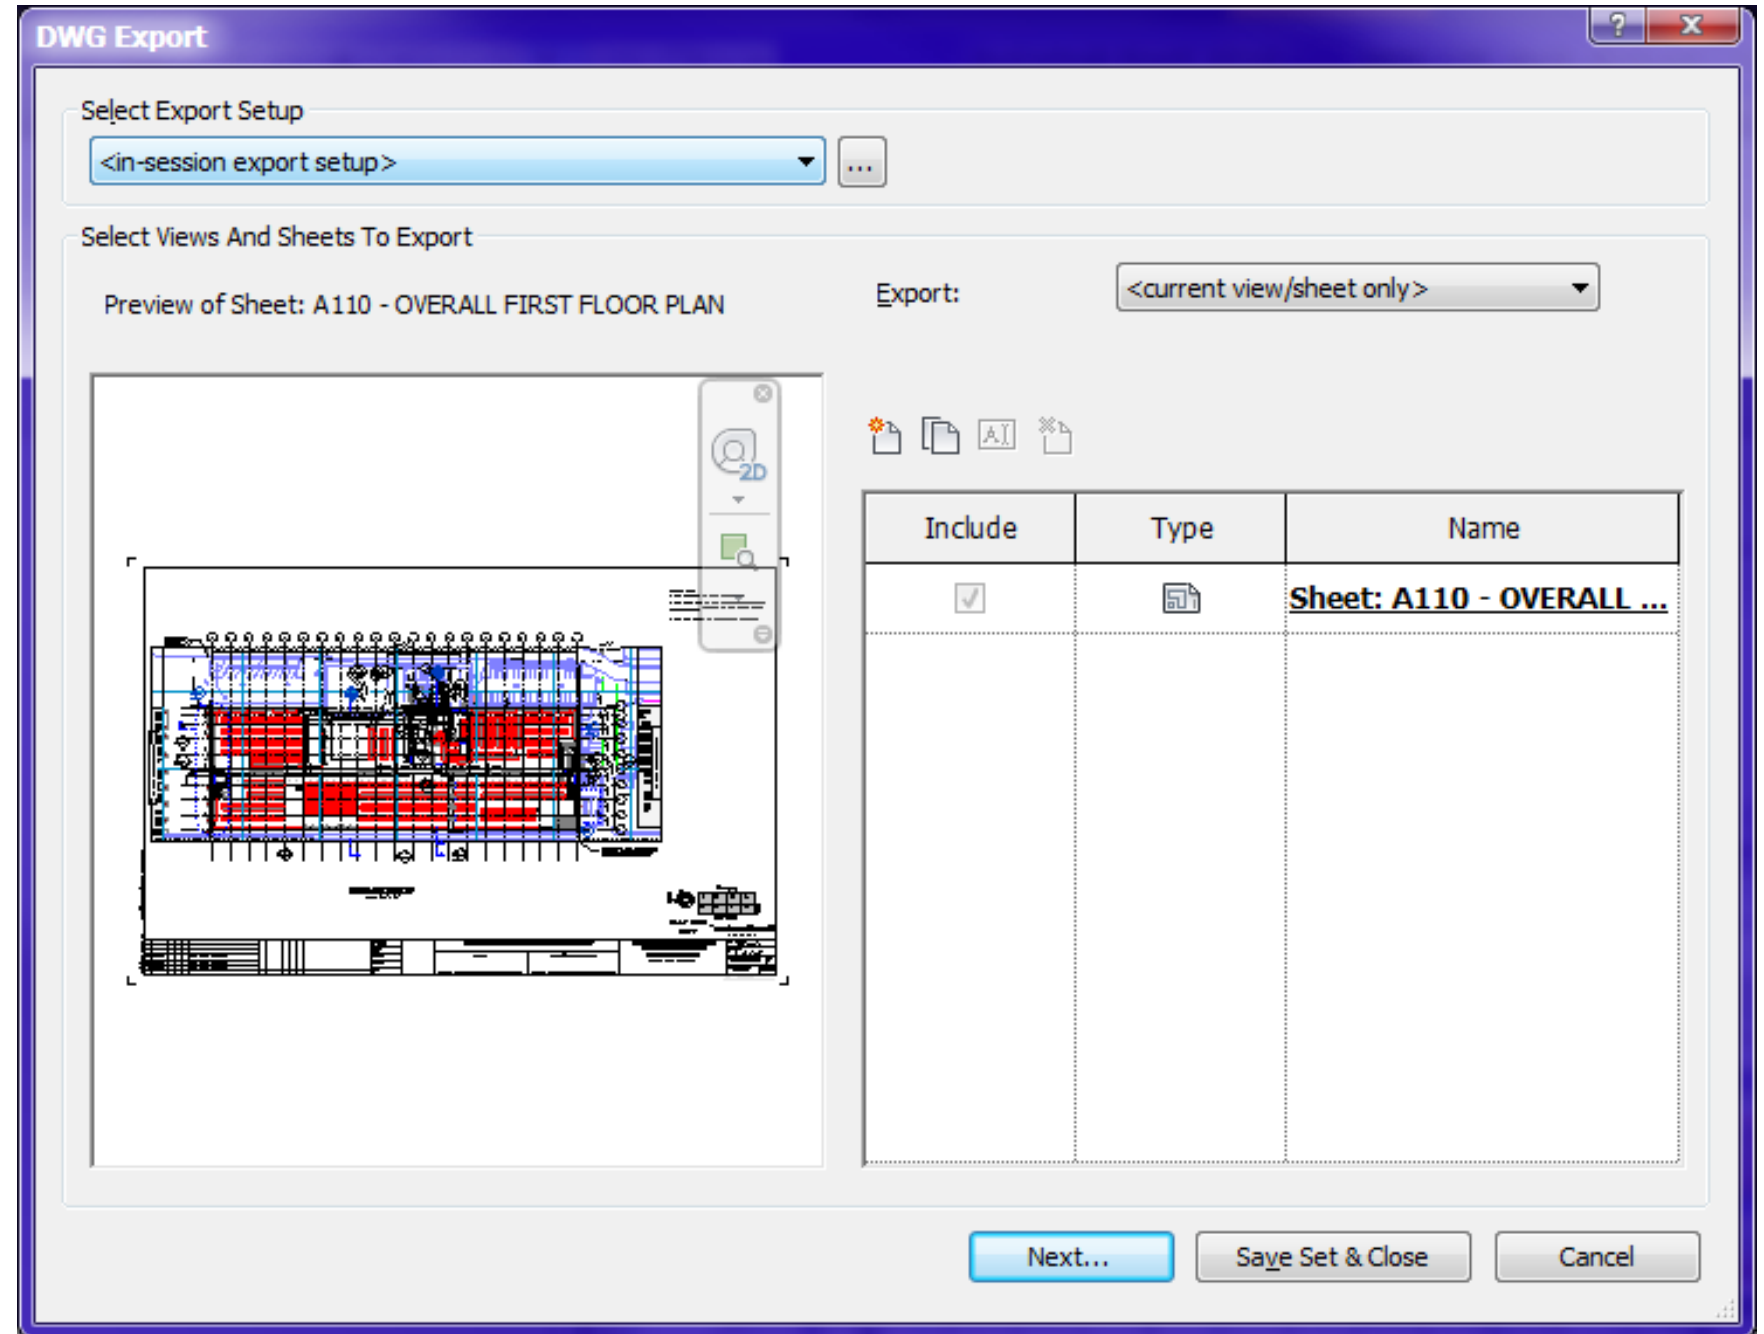 DWG Export
Select Export Setup
<in-session export setup>
...
Select Views And Sheets To Export
Preview of Sheet: A110 - OVERALL FIRST FLOOR PLAN
Export:
<current view/sheet only>
2D
Include
Type
Name
Sheet: A110 - OVERALL ...
Next...
Save Set & Close
Cancel